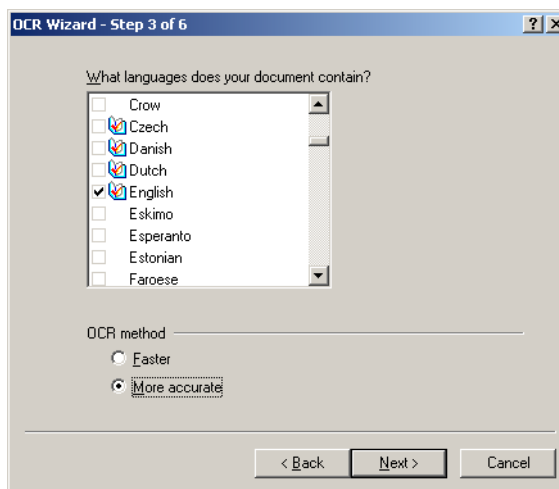 OCR Wizard - Step 3 of 6
What languages does your document contain?
Crow
Czech
Danish
Dutch
English
Eskimo
Esperanto
Estonian
Faroese
OCR method
Faster
More accurate
< Back Next > Cancel